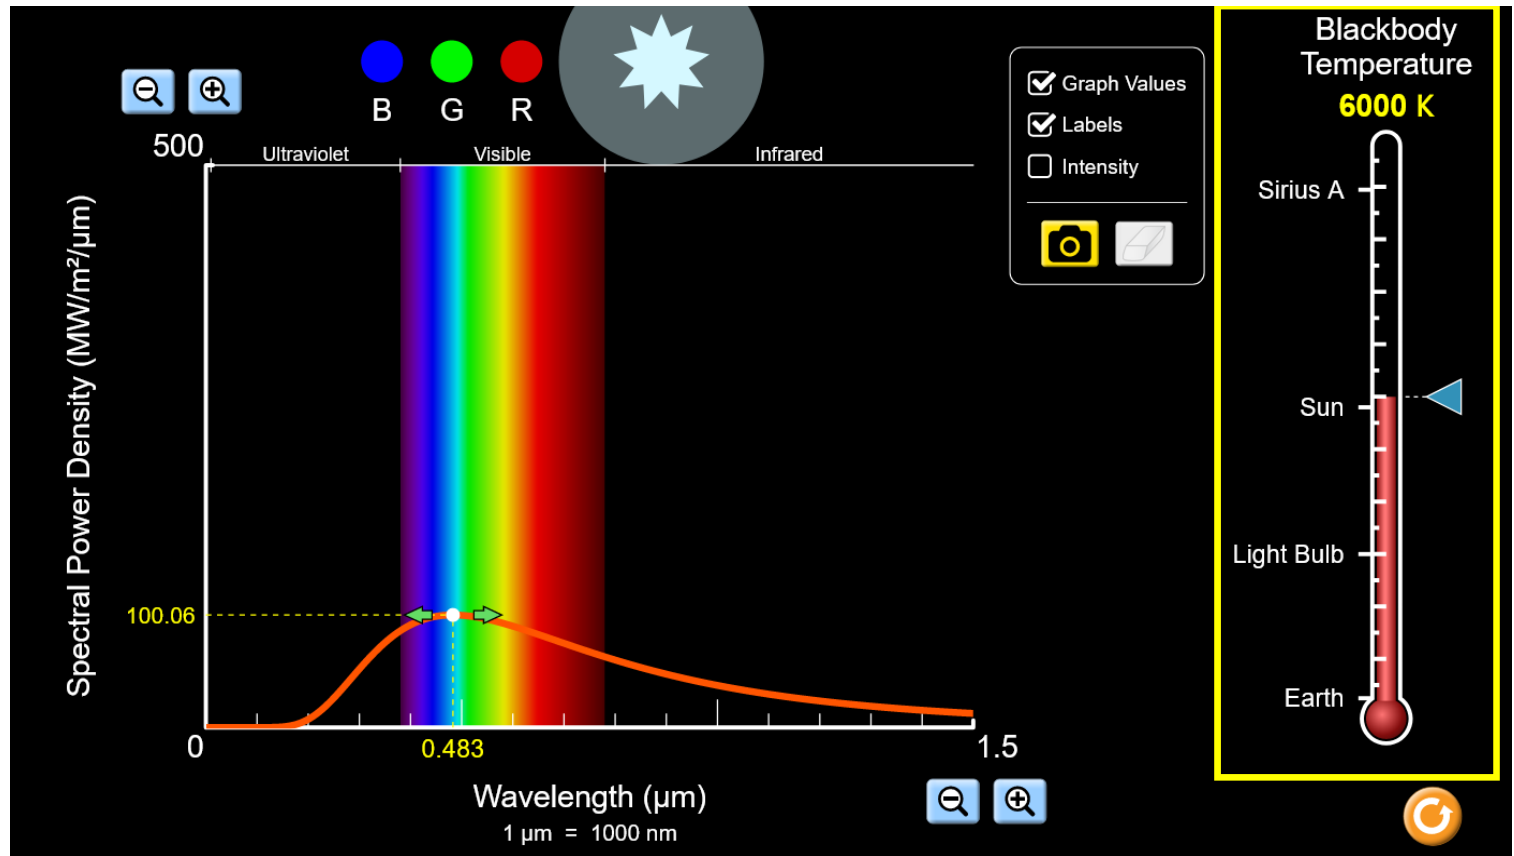 B G R
500
Ultraviolet
Visible
Infrared
Spectral Power Density (MW/m²/μm)
100.06
0
0.483
1.5
Wavelength (μm)
1 μm = 1000 nm
Graph Values
Labels
Intensity
Blackbody
Temperature
6000 K
Sirius A
Sun
Light Bulb
Earth